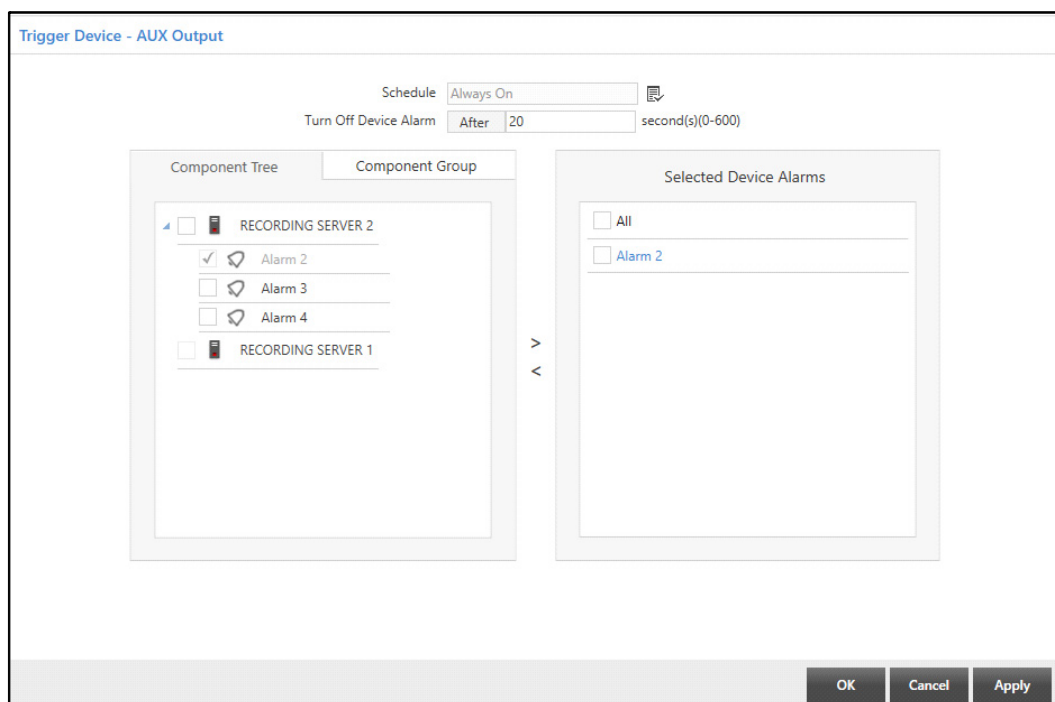 Trigger Device - AUX Output
Schedule Always On
Turn Off Device Alarm After 20 second(s)(0-600)
Component Tree Component Group
RECORDING SERVER 2
Alarm 2
Alarm 3
Alarm 4
RECORDING SERVER 1
>
<
Selected Device Alarms
All
Alarm 2
OK Cancel Apply